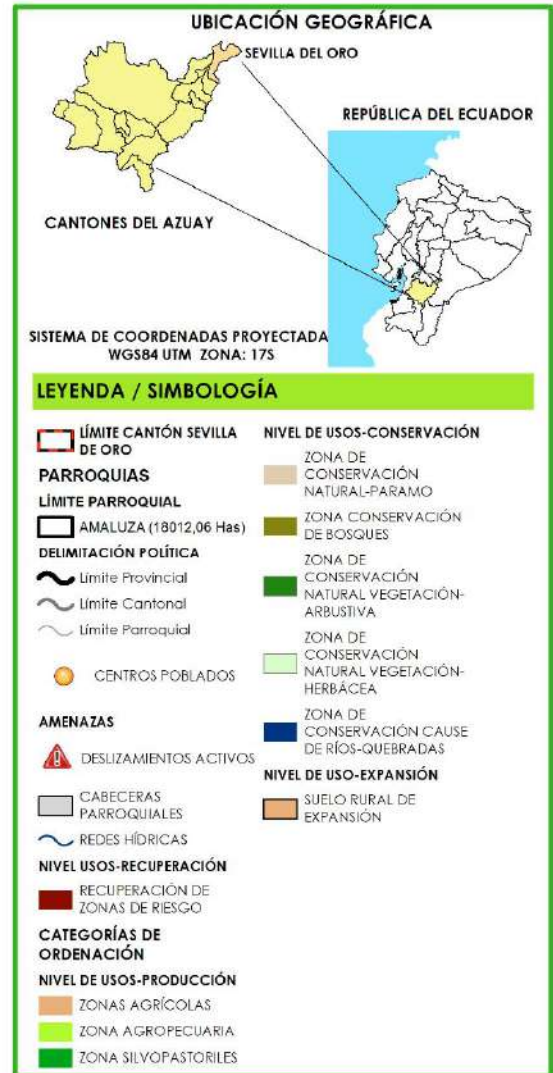 UBICACIÓN GEOGRÁFICA
SEVILLA DEL ORO
REPÚBLICA DEL ECUADOR
CANTONES DEL AZUAY
SISTEMA DE COORDENADAS PROYECTADA
WGS84 UTM ZONA: 17S
LEYENDA / SIMBOLOGÍA
LÍMITE CANTÓN SEVILLA
DE ORO
PARROQUIAS
LÍMITE PARROQUIAL
AMALUZA (18012,06 Has)
DELIMITACIÓN POLÍTICA
Límite Provincial
Límite Cantonal
Límite Parroquial
CENTROS POBLADOS
AMENAZAS
DESLIZAMIENTOS ACTIVOS
CABECERAS
PARROQUIALES
REDES HÍDRICAS
NIVEL USOS-RECUPERACIÓN
RECUPERACIÓN DE
ZONAS DE RIESGO
CATEGORÍAS DE
ORDENACIÓN
NIVEL DE USOS-PRODUCCIÓN
ZONAS AGRÍCOLAS
ZONA AGROPECUARIA
ZONA SILVOPASTORILES
NIVEL DE USOS-CONSERVACIÓN
ZONA DE
CONSERVACIÓN
NATURAL-PARAMO
ZONA CONSERVACIÓN
DE BOSQUES
ZONA DE
CONSERVACIÓN
NATURAL VEGETACIÓN-
ARBUSTIVA
ZONA DE
CONSERVACIÓN
NATURAL VEGETACIÓN-
HERBÁCEA
ZONA DE
CONSERVACIÓN CAUSE
DE RÍOS-QUEBRADAS
NIVEL DE USO-EXPANSIÓN
SUELO RURAL DE
EXPANSIÓN